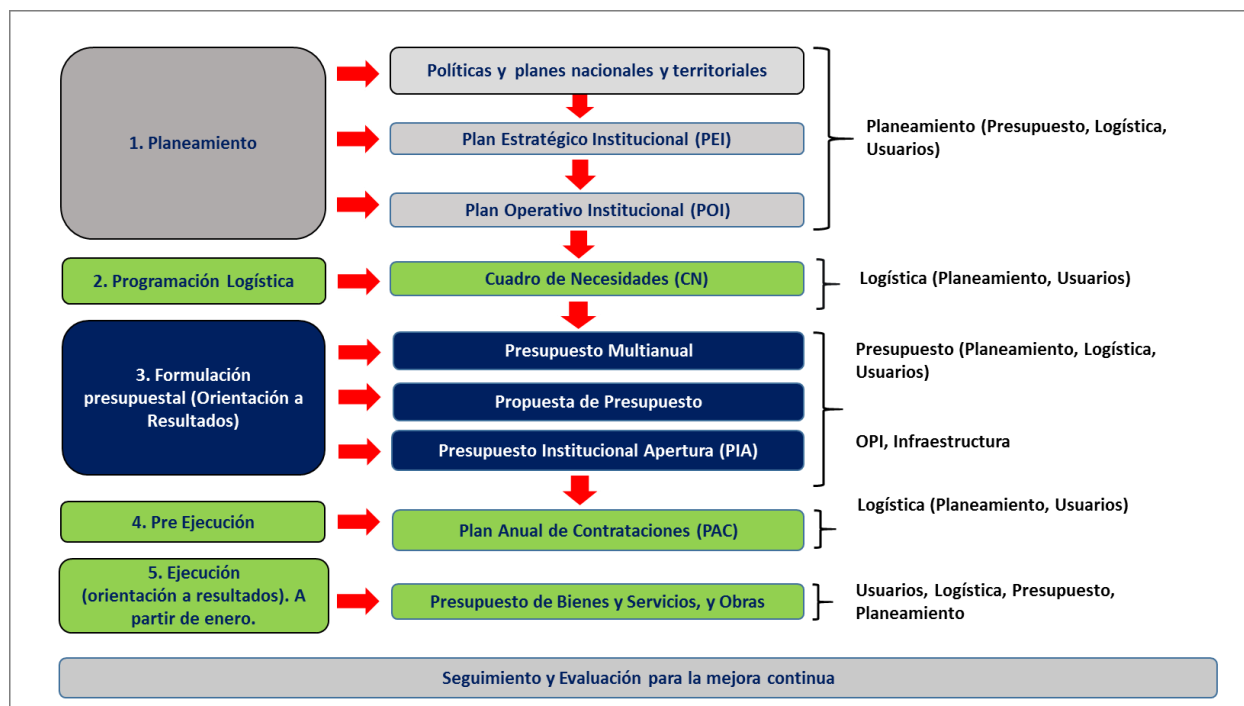 1. Planeamiento
Políticas y planes nacionales y territoriales
Plan Estratégico Institucional (PEI)
Plan Operativo Institucional (POI)
Planeamiento (Presupuesto, Logística,
Usuarios)
2. Programación Logística
Cuadro de Necesidades (CN)
Logística (Planeamiento, Usuarios)
3. Formulación
presupuestal (Orientación a
Resultados)
Presupuesto Multianual
Propuesta de Presupuesto
Presupuesto Institucional Apertura (PIA)
Presupuesto (Planeamiento, Logística,
Usuarios)
OPI, Infraestructura
4. Pre Ejecución
Plan Anual de Contrataciones (PAC)
Logística (Planeamiento, Usuarios)
5. Ejecución
(orientación a resultados). A
partir de enero.
Presupuesto de Bienes y Servicios, y Obras
Usuarios, Logística, Presupuesto,
Planeamiento
Seguimiento y Evaluación para la mejora continua